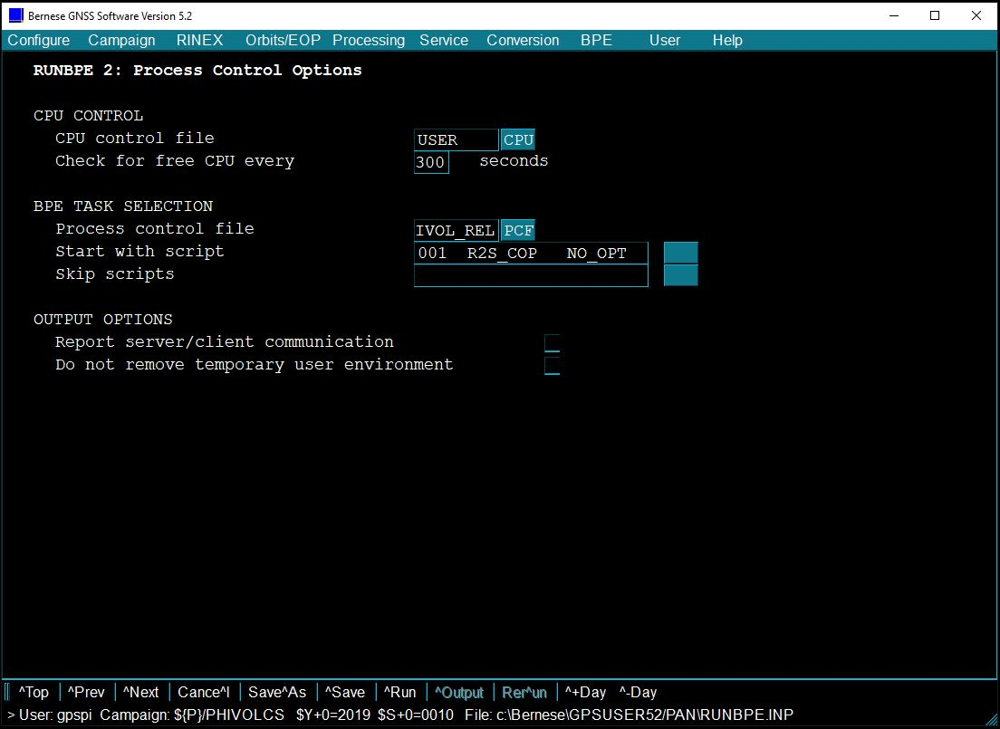 Bernese GNSS Software Version 5.2
Configure Campaign RINEX Orbits/EOP Processing Service Conversion BPE User Help
RUNBPE 2: Process Control Options
CPU CONTROL
CPU control file USER CPU
Check for free CPU every 300 seconds
BPE TASK SELECTION
Process control file IVOL_REL PCF
Start with script 001 R2S_COP NO_OPT
Skip scripts
OUTPUT OPTIONS
Report server/client communication
Do not remove temporary user environment
^Top ^Prev ^Next Cance^l Save^As ^Save ^Run ^Output Rer^un ^+Day ^-Day
> User: gpspi Campaign: ${P}/PHIVOLCS $Y+0=2019 $S+0=0010 File: c:\Bernese\GPSUSER52/PAN\RUNBPE.INP